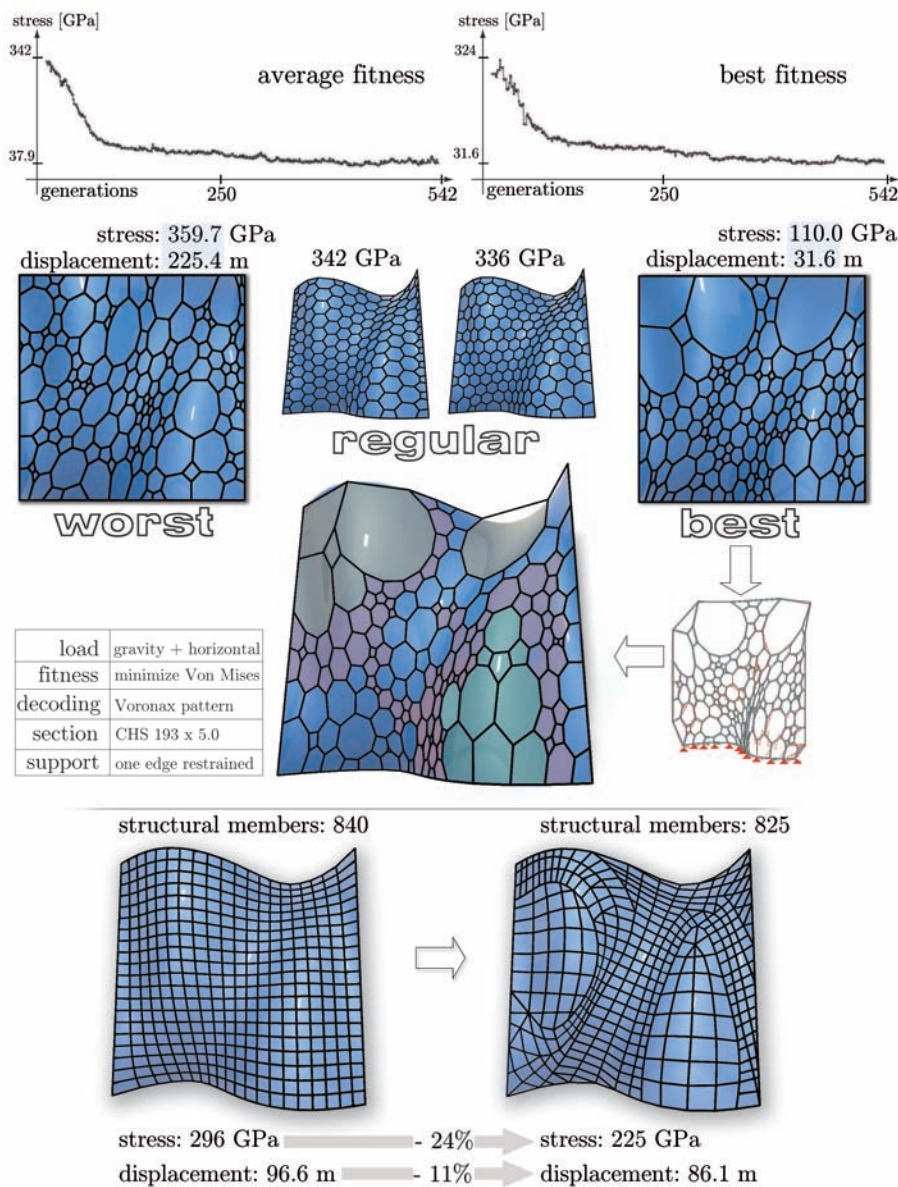 stress [GPa]
stress [GPa]
342
average fitness
324
best fitness
37.9
31.6
generations
250
542
generations
250
542
stress: 359.7 GPa
displacement: 225.4 m
342 GPa
336 GPa
stress: 110.0 GPa
displacement: 31.6 m
regular
worst
best
load gravity + horizontal
fitness minimize Von Mises
decoding Voronax pattern
section CHS 193 x 5.0
support one edge restrained
structural members: 840
structural members: 825
stress: 296 GPa - 24% stress: 225 GPa
displacement: 96.6 m - 11% displacement: 86.1 m